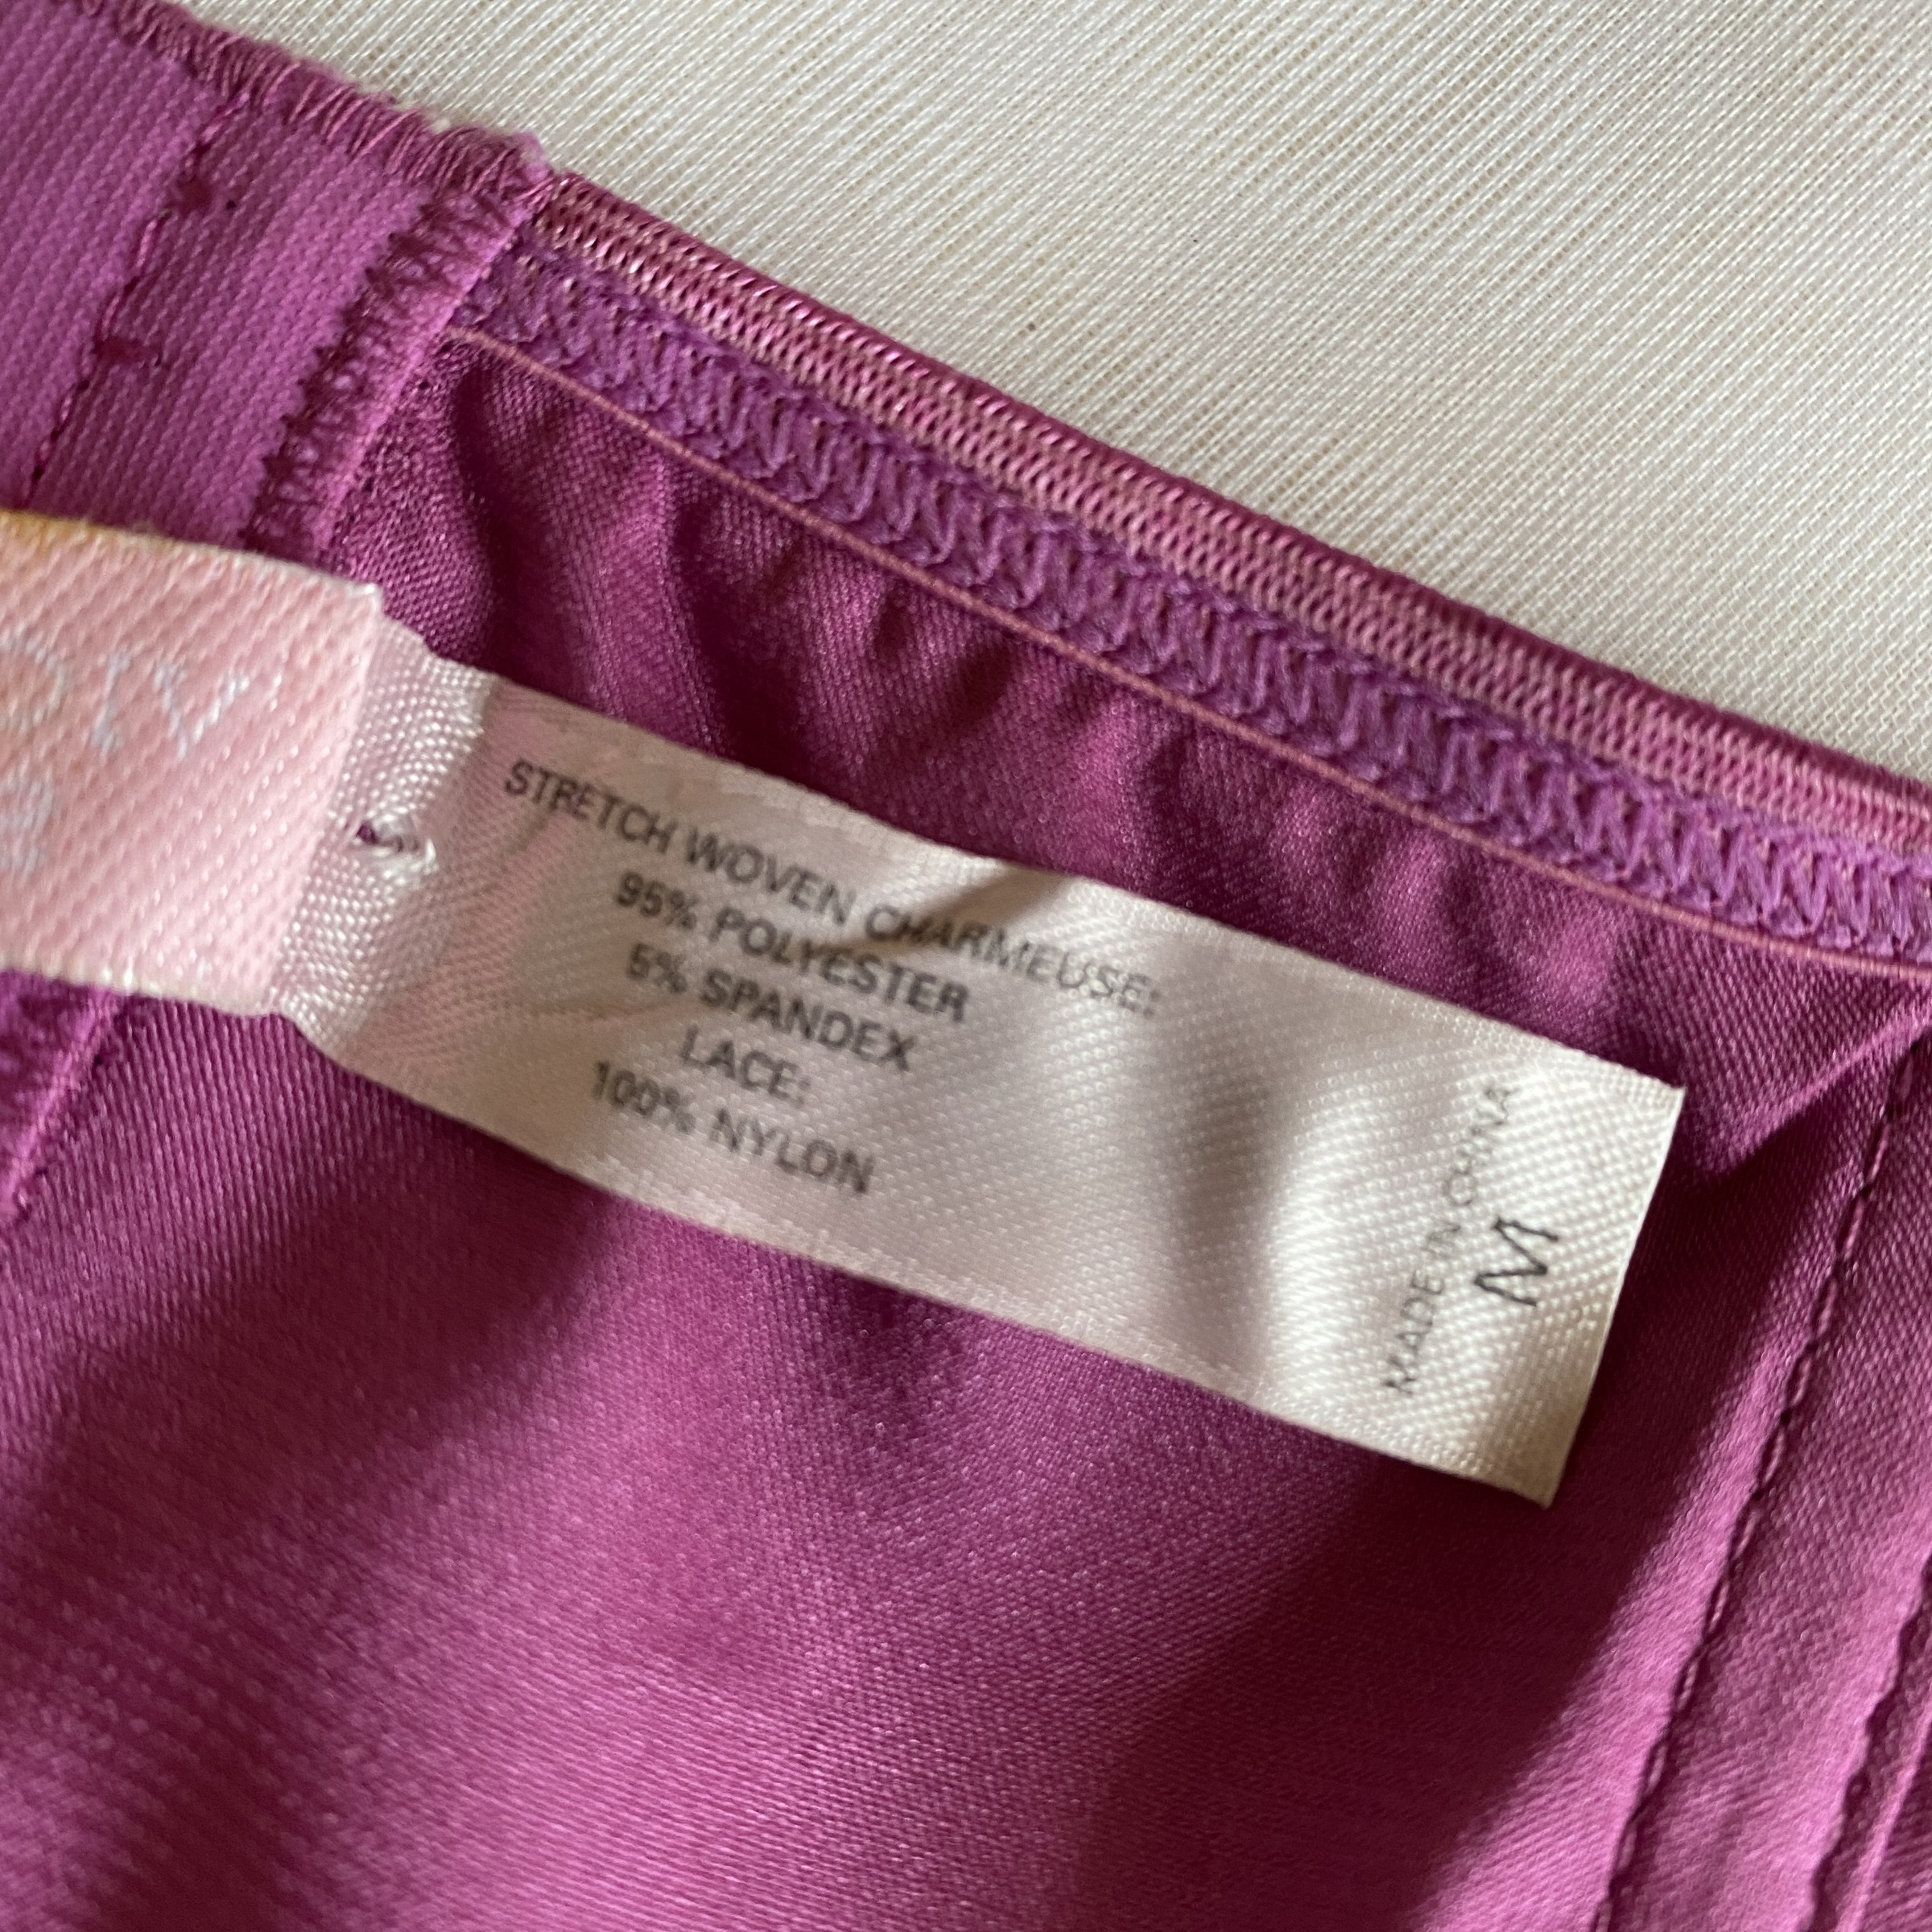 STRETCH WOVEN CHARMEUSE:
95% POLYESTER
5% SPANDEX
LACE:
100% NYLON
MADE IN CHINA
M